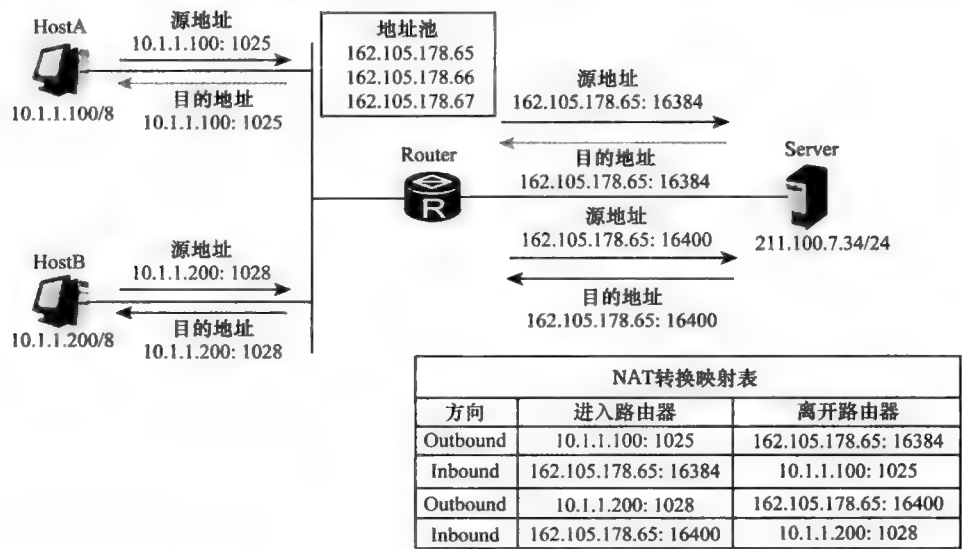 HostA
源地址
10.1.1.100: 1025
目的地址
10.1.1.100: 1025
10.1.1.100/8
地址池
162.105.178.65
162.105.178.66
162.105.178.67
源地址
162.105.178.65: 16384
目的地址
162.105.178.65: 16384
Router
R
Server
211.100.7.34/24
源地址
162.105.178.65: 16400
目的地址
162.105.178.65: 16400
HostB
源地址
10.1.1.200: 1028
目的地址
10.1.1.200: 1028
10.1.1.200/8
NAT转换映射表
方向 进入路由器 离开路由器
Outbound 10.1.1.100: 1025 162.105.178.65: 16384
Inbound 162.105.178.65: 16384 10.1.1.100: 1025
Outbound 10.1.1.200: 1028 162.105.178.65: 16400
Inbound 162.105.178.65: 16400 10.1.1.200: 1028